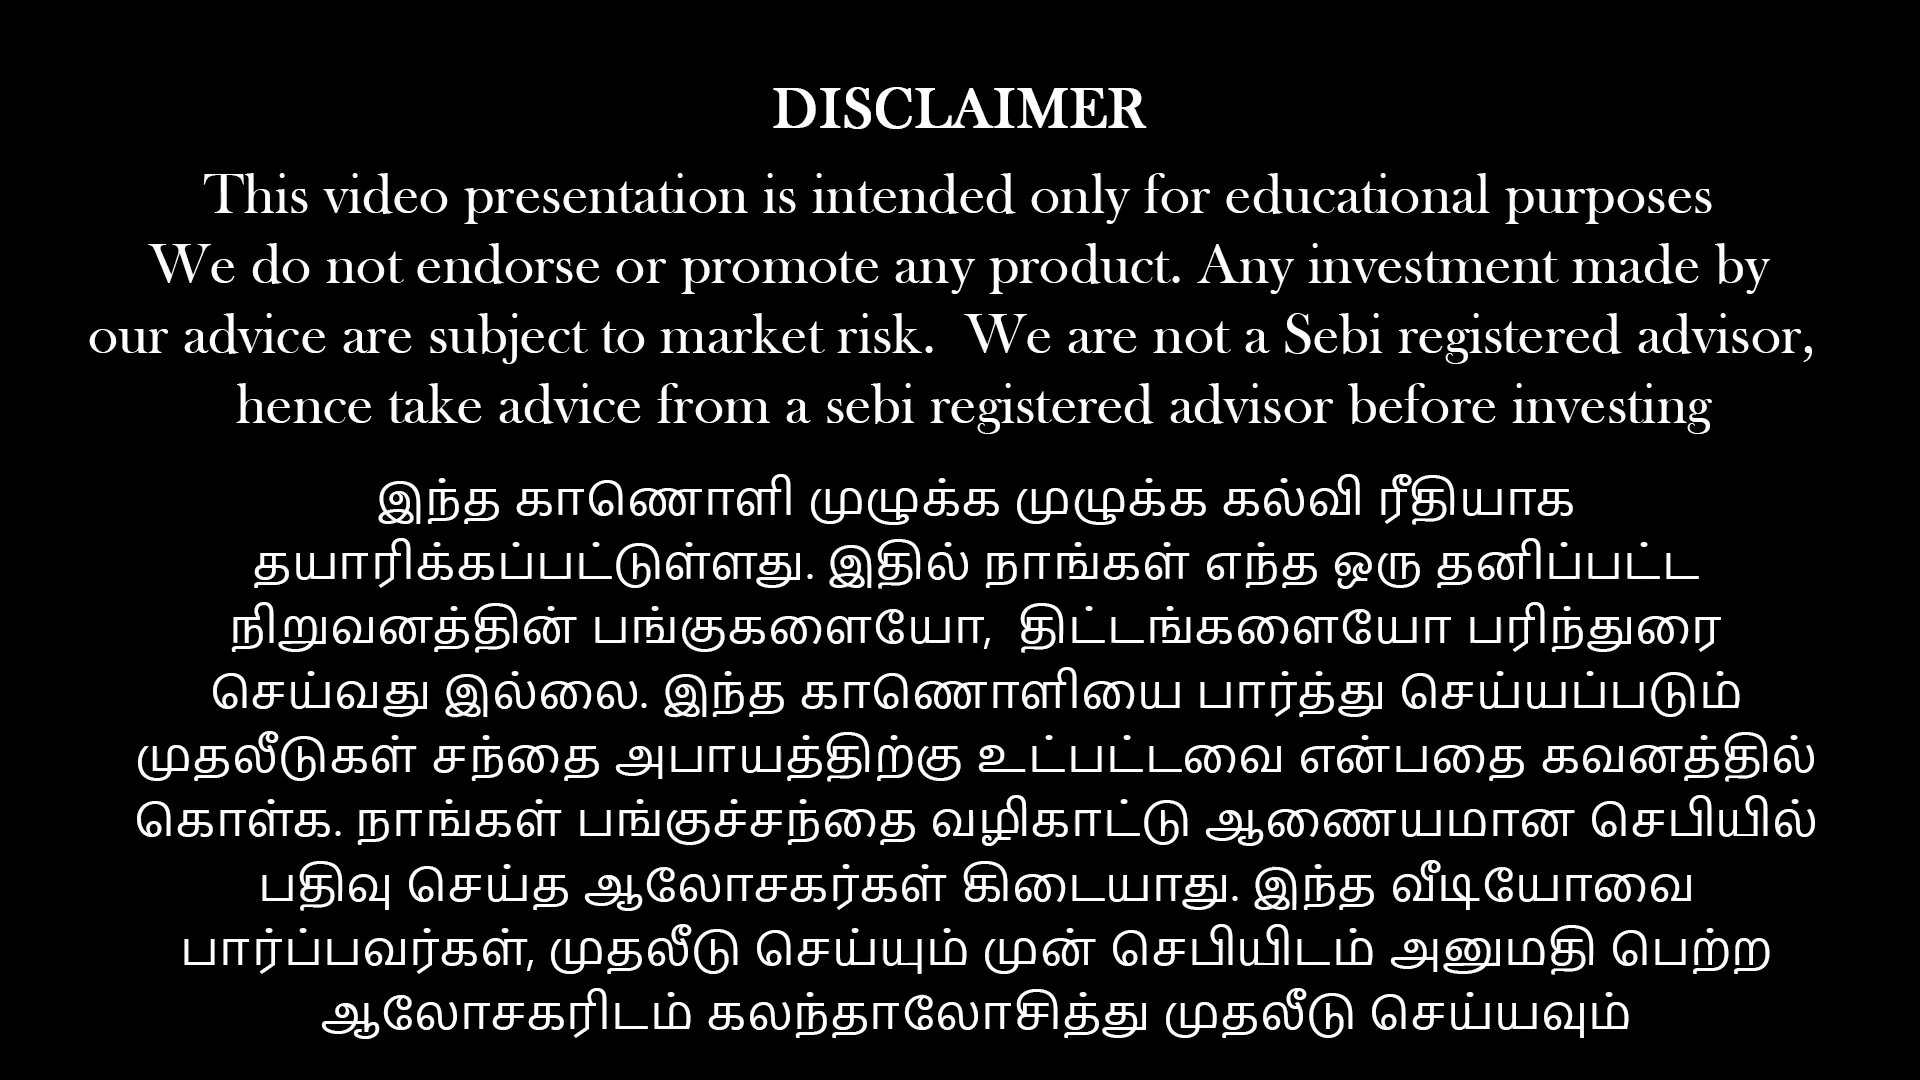 DISCLAIMER
This video presentation is intended only for educational purposes
We do not endorse or promote any product. Any investment made by
our advice are subject to market risk.  We are not a Sebi registered advisor,
hence take advice from a sebi registered advisor before investing
இந்த காணொளி முழுக்க முழுக்க கல்வி ரீதியாக
தயாரிக்கப்பட்டுள்ளது. இதில் நாங்கள் எந்த ஒரு தனிப்பட்ட
நிறுவனத்தின் பங்குகளையோ,  திட்டங்களையோ பரிந்துரை
செய்வது இல்லை. இந்த காணொளியை பார்த்து செய்யப்படும்
முதலீடுகள் சந்தை அபாயத்திற்கு உட்பட்டவை என்பதை கவனத்தில்
கொள்க. நாங்கள் பங்குச்சந்தை வழிகாட்டு ஆணையமான செபியில்
பதிவு செய்த ஆலோசகர்கள் கிடையாது. இந்த வீடியோவை
பார்ப்பவர்கள், முதலீடு செய்யும் முன் செபியிடம் அனுமதி பெற்ற
ஆலோசகரிடம் கலந்தாலோசித்து முதலீடு செய்யவும்